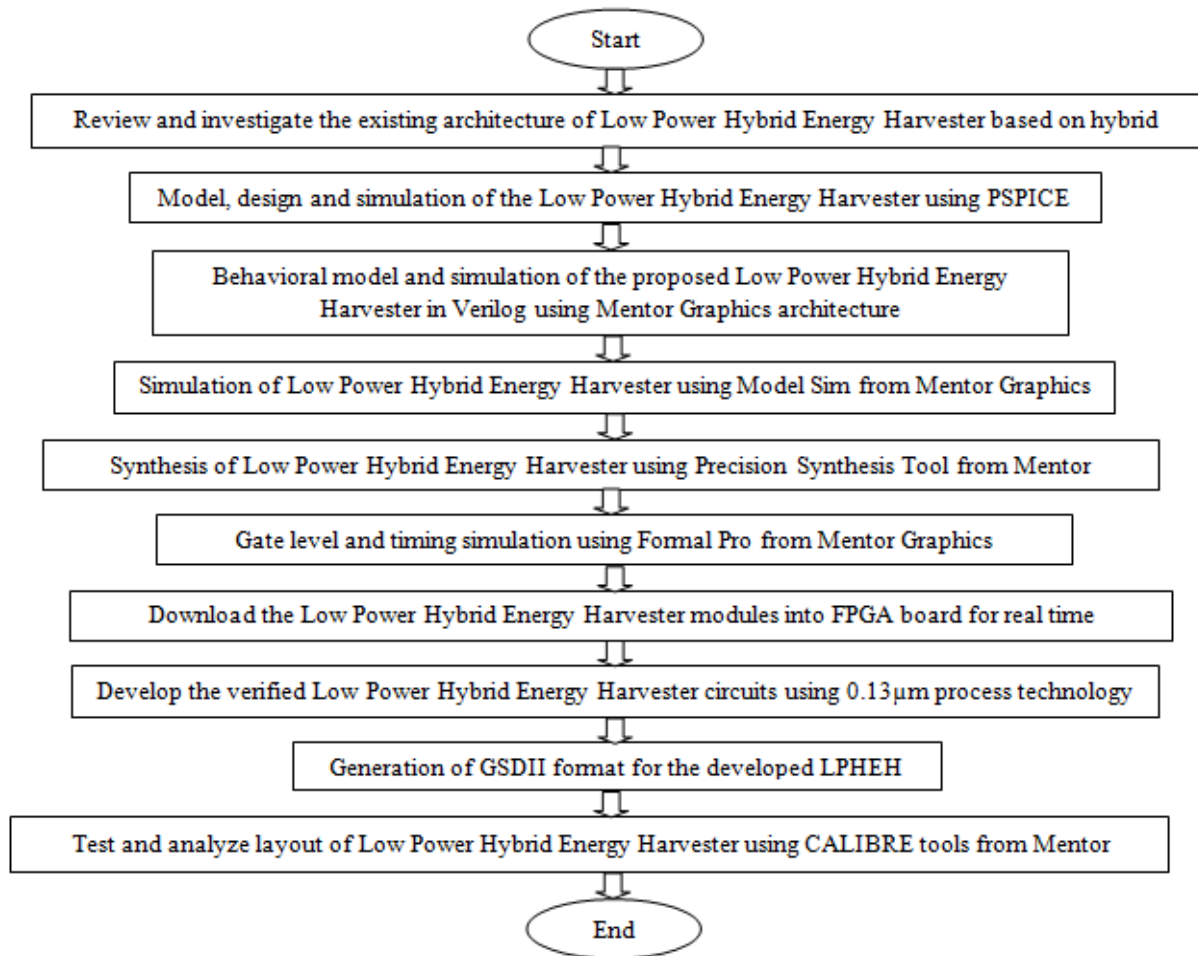 Start
Review and investigate the existing architecture of Low Power Hybrid Energy Harvester based on hybrid
Model, design and simulation of the Low Power Hybrid Energy Harvester using PSPICE
Behavioral model and simulation of the proposed Low Power Hybrid Energy
Harvester in Verilog using Mentor Graphics architecture
Simulation of Low Power Hybrid Energy Harvester using Model Sim from Mentor Graphics
Synthesis of Low Power Hybrid Energy Harvester using Precision Synthesis Tool from Mentor
Gate level and timing simulation using Formal Pro from Mentor Graphics
Download the Low Power Hybrid Energy Harvester modules into FPGA board for real time
Develop the verified Low Power Hybrid Energy Harvester circuits using 0.13µm process technology
Generation of GSDII format for the developed LPHEH
Test and analyze layout of Low Power Hybrid Energy Harvester using CALIBRE tools from Mentor
End